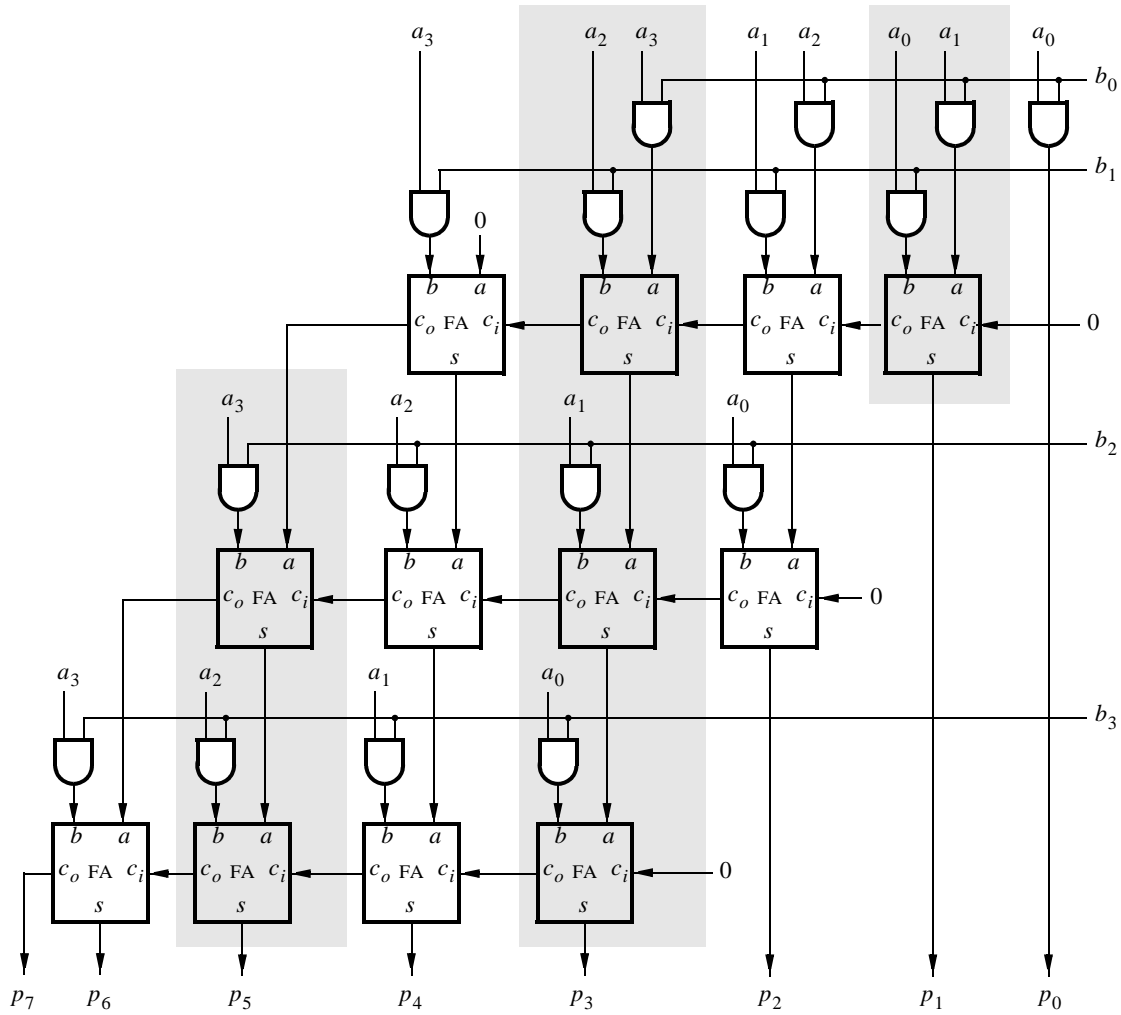 a₃ a₂ a₃ a₁ a₂ a₀ a₁ a₀
b₀
b₁
0
b a b a b a b a
cₒ FA cᵢ cₒ FA cᵢ cₒ FA cᵢ cₒ FA cᵢ 0
s s s s
a₃ a₂ a₁ a₀
b₂
b a b a b a b a
cₒ FA cᵢ cₒ FA cᵢ cₒ FA cᵢ cₒ FA cᵢ 0
s s s s
a₃ a₂ a₁ a₀
b₃
b a b a b a b a
cₒ FA cᵢ cₒ FA cᵢ cₒ FA cᵢ cₒ FA cᵢ 0
s s s s
p₇ p₆ p₅ p₄ p₃ p₂ p₁ p₀